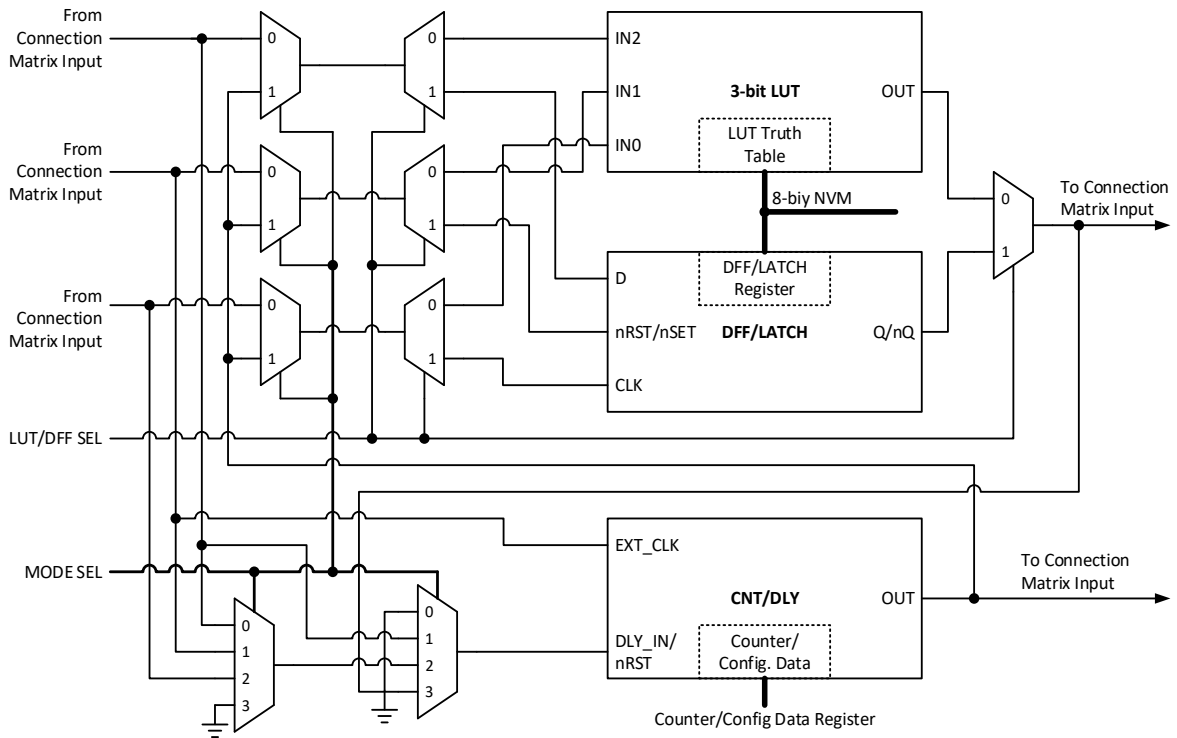 From
Connection
Matrix Input
0
1
0
1
IN2
IN1
IN0
3-bit LUT
OUT
LUT Truth
Table
From
Connection
Matrix Input
0
1
0
1
8-biy NVM
0
1
To Connection
Matrix Input
From
Connection
Matrix Input
0
1
0
1
D
nRST/nSET
CLK
DFF/LATCH
Register
DFF/LATCH
Q/nQ
LUT/DFF SEL
MODE SEL
0
1
2
3
0
1
2
3
EXT_CLK
DLY_IN/
nRST
CNT/DLY
OUT
Counter/
Config. Data
To Connection
Matrix Input
Counter/Config Data Register